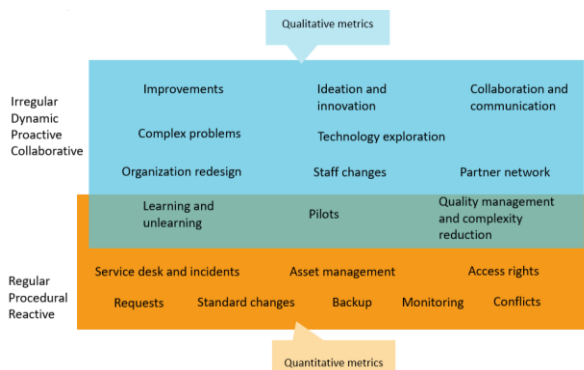 Qualitative metrics
Irregular
Dynamic
Proactive
Collaborative
Improvements
Ideation and
innovation
Collaboration and
communication
Complex problems
Technology exploration
Organization redesign
Staff changes
Partner network
Learning and
unlearning
Pilots
Quality management
and complexity
reduction
Regular
Procedural
Reactive
Service desk and incidents
Asset management
Access rights
Requests
Standard changes
Backup
Monitoring
Conflicts
Quantitative metrics